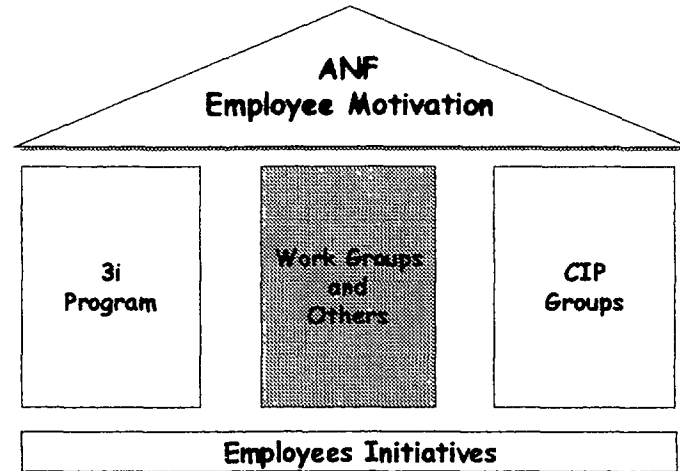 ANF
Employee Motivation
3i
Program
Work Groups
and
Others
CIP
Groups
Employees Initiatives